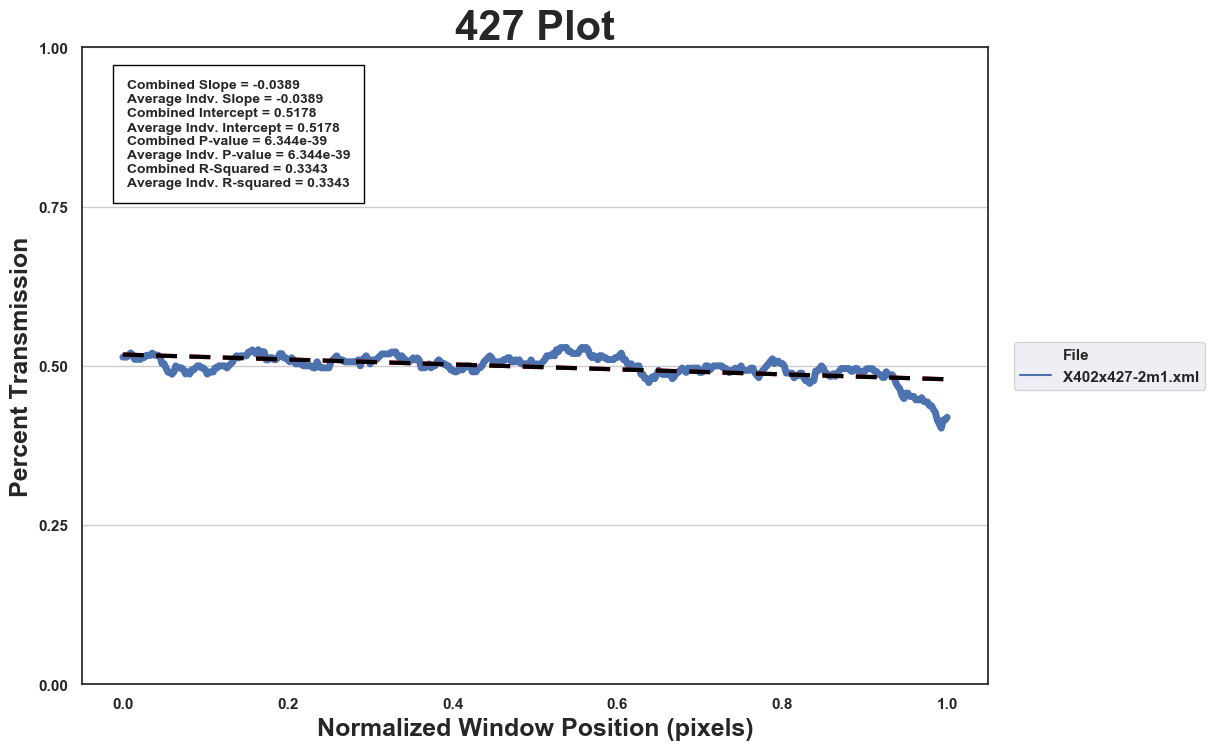 427 Plot
1.00
Combined Slope = -0.0389
Average Indv. Slope = -0.0389
Combined Intercept = 0.5178
Average Indv. Intercept = 0.5178
Combined P-value = 6.344e-39
Average Indv. P-value = 6.344e-39
Combined R-Squared = 0.3343
Average Indv. R-squared = 0.3343
0.75
Percent Transmission
0.50
0.25
0.00
File
X402x427-2m1.xml
0.0 0.2 0.4 0.6 0.8 1.0
Normalized Window Position (pixels)